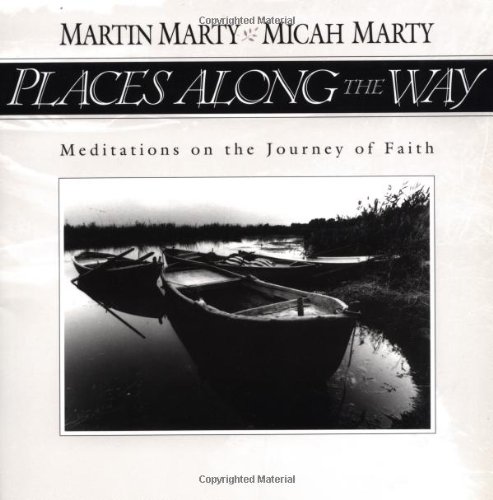 Copyrighted Material
MARTIN MARTY MICAH MARTY
PLACES ALONG THE WAY
Meditations on the Journey of Faith
Copyrighted Material